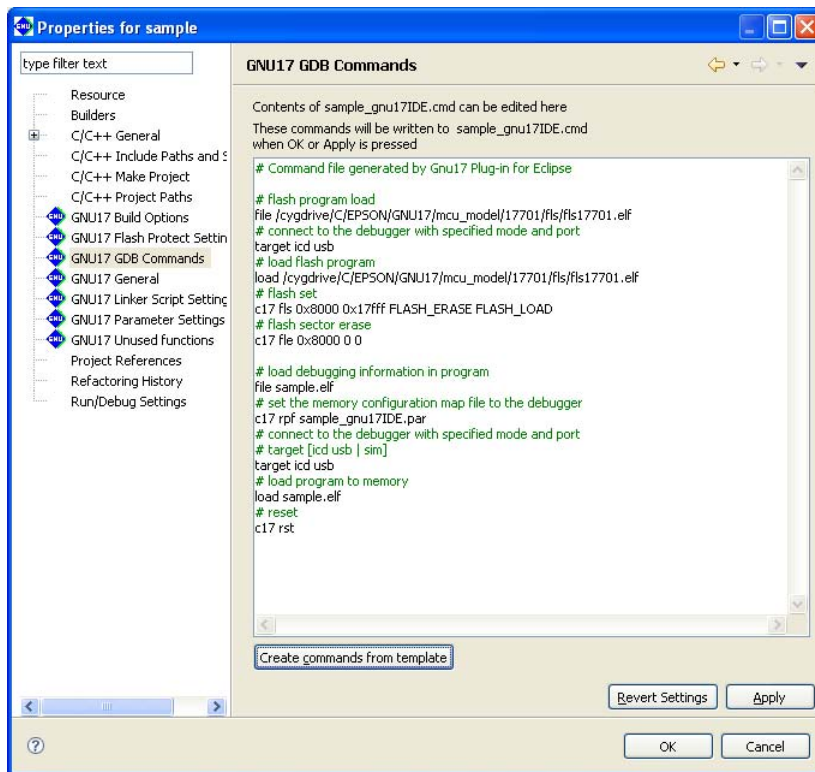 Properties for sample
type filter text
Resource
Builders
C/C++ General
C/C++ Include Paths and S
C/C++ Make Project
C/C++ Project Paths
GNU17 Build Options
GNU17 Flash Protect Settin
GNU17 GDB Commands
GNU17 General
GNU17 Linker Script Setting
GNU17 Parameter Settings
GNU17 Unused functions
Project References
Refactoring History
Run/Debug Settings
GNU17 GDB Commands
Contents of sample_gnu17IDE.cmd can be edited here
These commands will be written to sample_gnu17IDE.cmd
when OK or Apply is pressed
# Command file generated by Gnu17 Plug-in for Eclipse
# flash program load
file /cygdrive/C/EPSON/GNU17/mcu_model/17701/fls/fls17701.elf
# connect to the debugger with specified mode and port
target icd usb
# load flash program
load /cygdrive/C/EPSON/GNU17/mcu_model/17701/fls/fls17701.elf
# flash set
c17 fls 0x8000 0x17fff FLASH_ERASE FLASH_LOAD
# flash sector erase
c17 fle 0x8000 0 0
# load debugging information in program
file sample.elf
# set the memory configuration map file to the debugger
c17 rpf sample_gnu17IDE.par
# connect to the debugger with specified mode and port
# target [icd usb | sim]
target icd usb
# load program to memory
load sample.elf
# reset
c17 rst
Create commands from template
Revert Settings
Apply
OK
Cancel